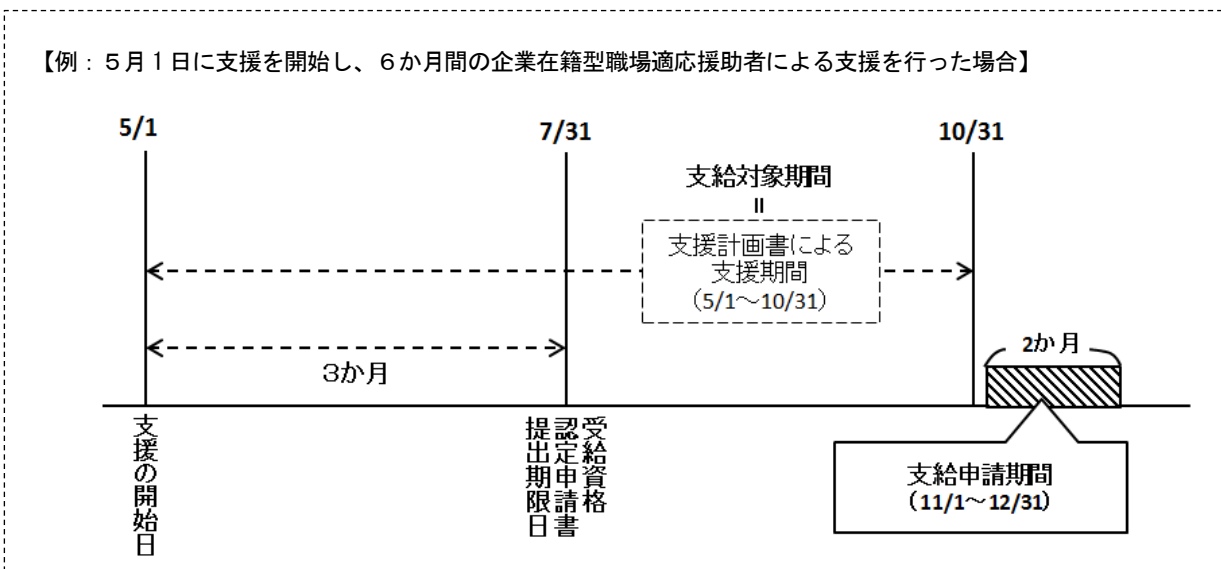 【例：５月１日に支援を開始し、６か月間の企業在籍型職場適応援助者による支援を行った場合】
5/1
7/31
10/31
支給対象期間
＝
支援計画書による
支援期間
（5/1～10/31）
3か月
2か月
支援の開始日
受給資格
認定申請書
提出期限日
支給申請期間
（11/1～12/31）